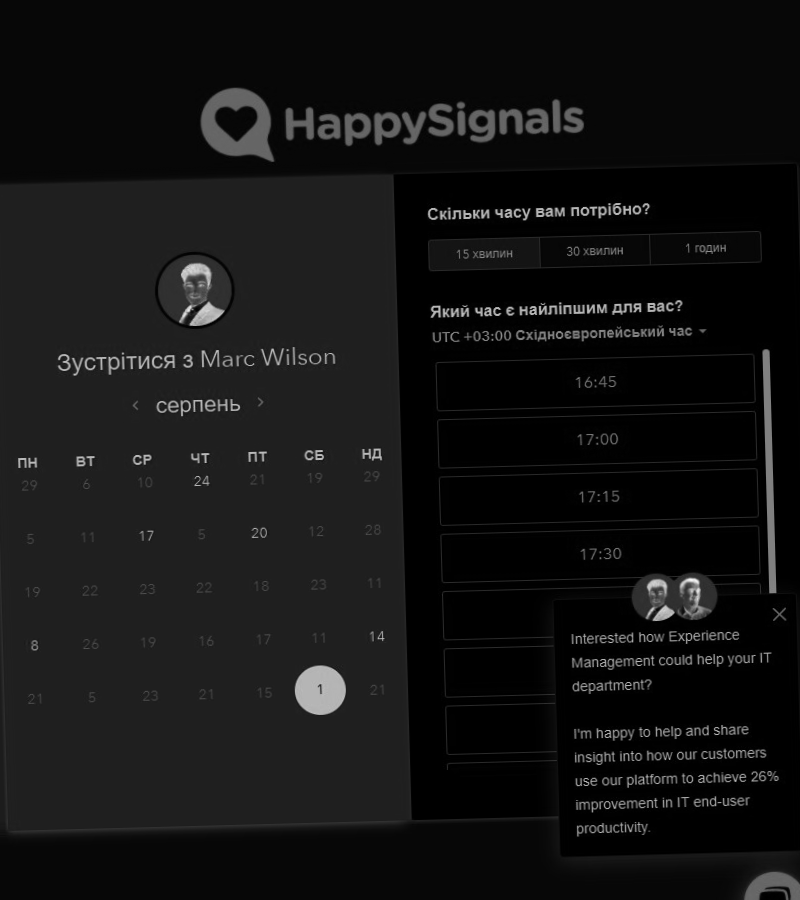 HappySignals
Зустрітися з Marc Wilson
серпень
ПН ВТ СР ЧТ ПТ СБ НД
29 6 10 24 21 19 29
5 11 17 5 20 12 28
19 22 23 22 18 23 11
8 26 19 16 17 11 14
21 5 23 21 15 1 21
Скільки часу вам потрібно?
15 хвилин 30 хвилин 1 годин
Який час є найліпшим для вас?
UTC +03:00 Східноєвропейський час
16:45
17:00
17:15
17:30
Interested how Experience
Management could help your IT
department?
I'm happy to help and share
insight into how our customers
use our platform to achieve 26%
improvement in IT end-user
productivity.